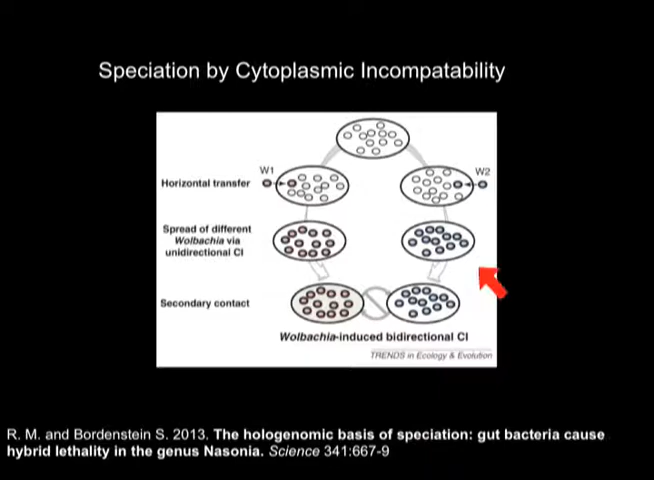 Speciation by Cytoplasmic Incompatability
W1
W2
Horizontal transfer
Spread of different
Wolbachia via
unidirectional CI
Secondary contact
Wolbachia-induced bidirectional CI
TRENDS in Ecology & Evolution
R. M. and Bordenstein S. 2013. The hologenomic basis of speciation: gut bacteria cause
hybrid lethality in the genus Nasonia. Science 341:667-9